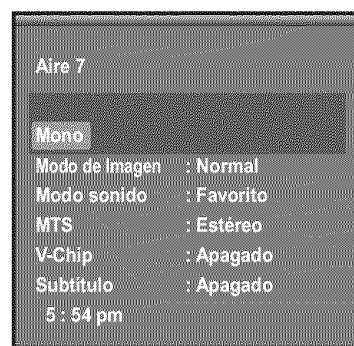 Aire 7
Mono
Modo de Imagen : Normal
Modo sonido : Favorito
MTS : Estéreo
V-Chip : Apagado
Subtítulo : Apagado
5 : 54 pm